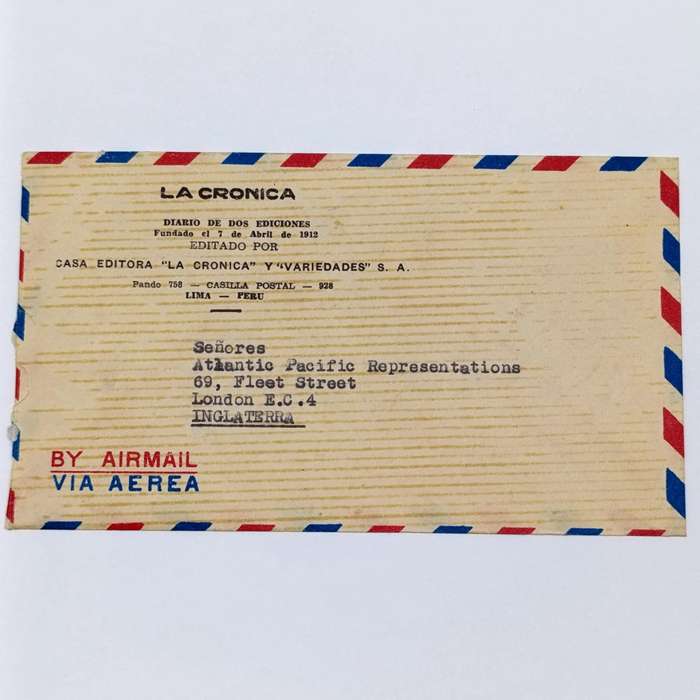 LA CRONICA
DIARIO DE DOS EDICIONES
Fundado el 7 de Abril de 1912
EDITADO POR
CASA EDITORA "LA CRONICA" Y "VARIEDADES" S. A.
Pando 758 — CASILLA POSTAL — 928
LIMA — PERU
Señores
Atlantic Pacific Representations
69, Fleet Street
London E.C.4
INGLATERRA
BY AIRMAIL
VIA AEREA